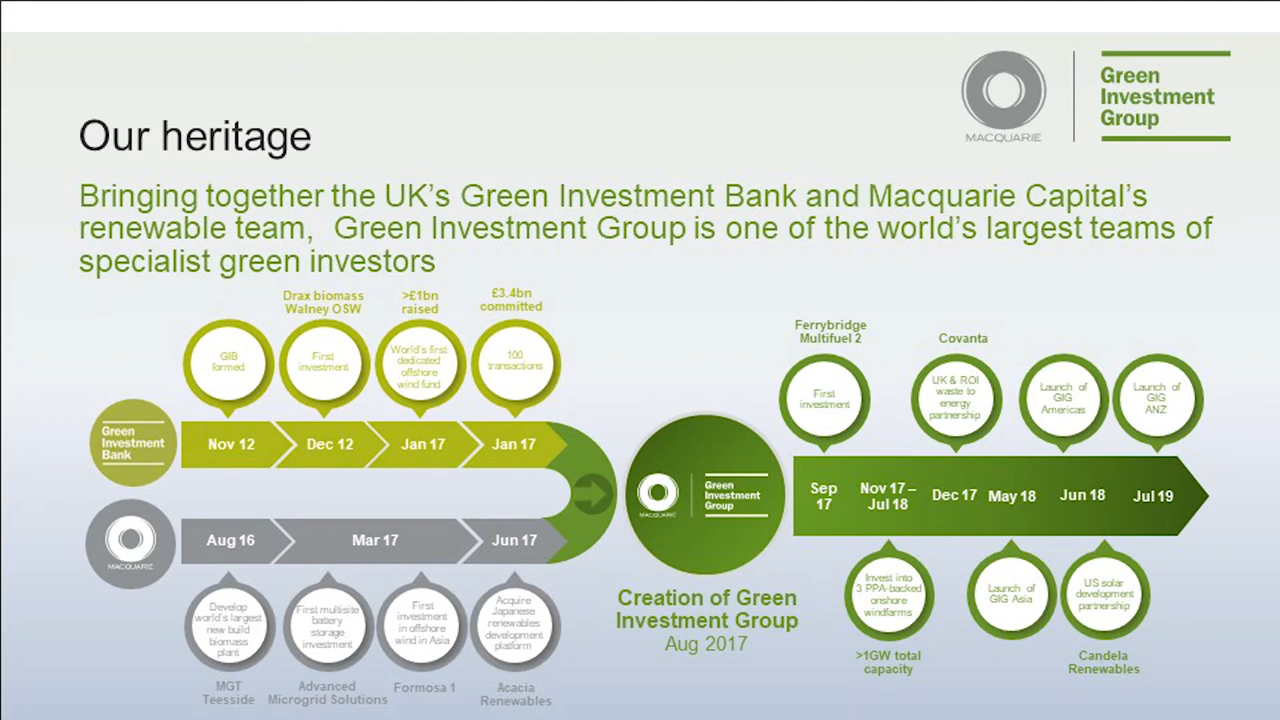 MACQUARIE
Green
Investment
Group
Our heritage
Bringing together the UK’s Green Investment Bank and Macquarie Capital’s
renewable team, Green Investment Group is one of the world’s largest teams of
specialist green investors
Drax biomass
Walney OSW
>£1bn
raised
£3.4bn
committed
GIB
formed
First
investment
World's first
dedicated
offshore
wind fund
100
transactions
Green
Investment
Bank
Nov 12
Dec 12
Jan 17
Jan 17
MACQUARIE
Aug 16
Mar 17
Jun 17
Develop
world's largest
new build
biomass
plant
First multisite
battery
storage
investment
First
investment
in offshore
wind in Asia
Acquire
Japanese
renewables
development
platform
MGT
Teesside
Advanced
Microgrid Solutions
Formosa 1
Acacia
Renewables
MACQUARIE
Green
Investment
Group
Creation of Green
Investment Group
Aug 2017
Ferrybridge
Multifuel 2
Covanta
First
investment
UK & ROI
waste to
energy
partnership
Launch of
GIG
Americas
Launch of
GIG
ANZ
Sep
17
Nov 17 –
Jul 18
Dec 17
May 18
Jun 18
Jul 19
Invest into
3 PPA-backed
onshore
windfarms
Launch of
GIG Asia
US solar
development
partnership
>1GW total
capacity
Candela
Renewables